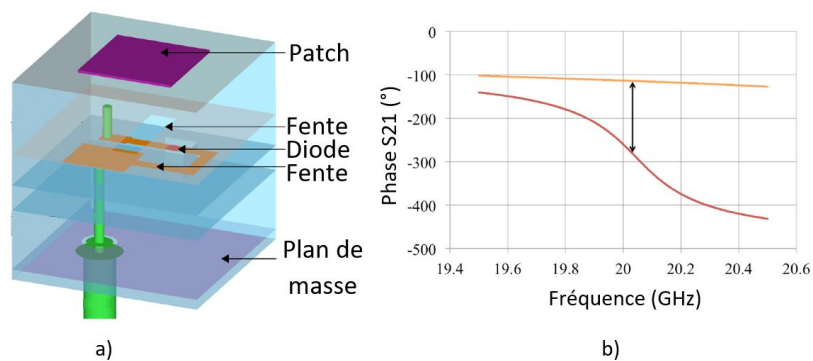 Patch
Fente
Diode
Fente
Plan de
masse
a)
0
-100
-200
-300
-400
-500
Phase S21 (°)
19.4 19.6 19.8 20 20.2 20.4 20.6
Fréquence (GHz)
b)